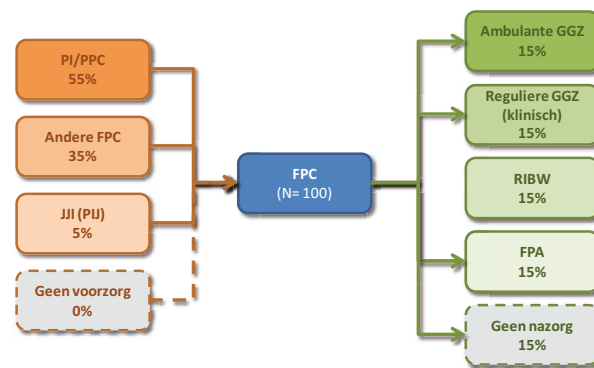 PI/PPC
55%
Andere FPC
35%
JJI (PIJ)
5%
Geen voorzorg
0%
FPC
(N= 100)
Ambulante GGZ
15%
Reguliere GGZ
(klinisch)
15%
RIBW
15%
FPA
15%
Geen nazorg
15%